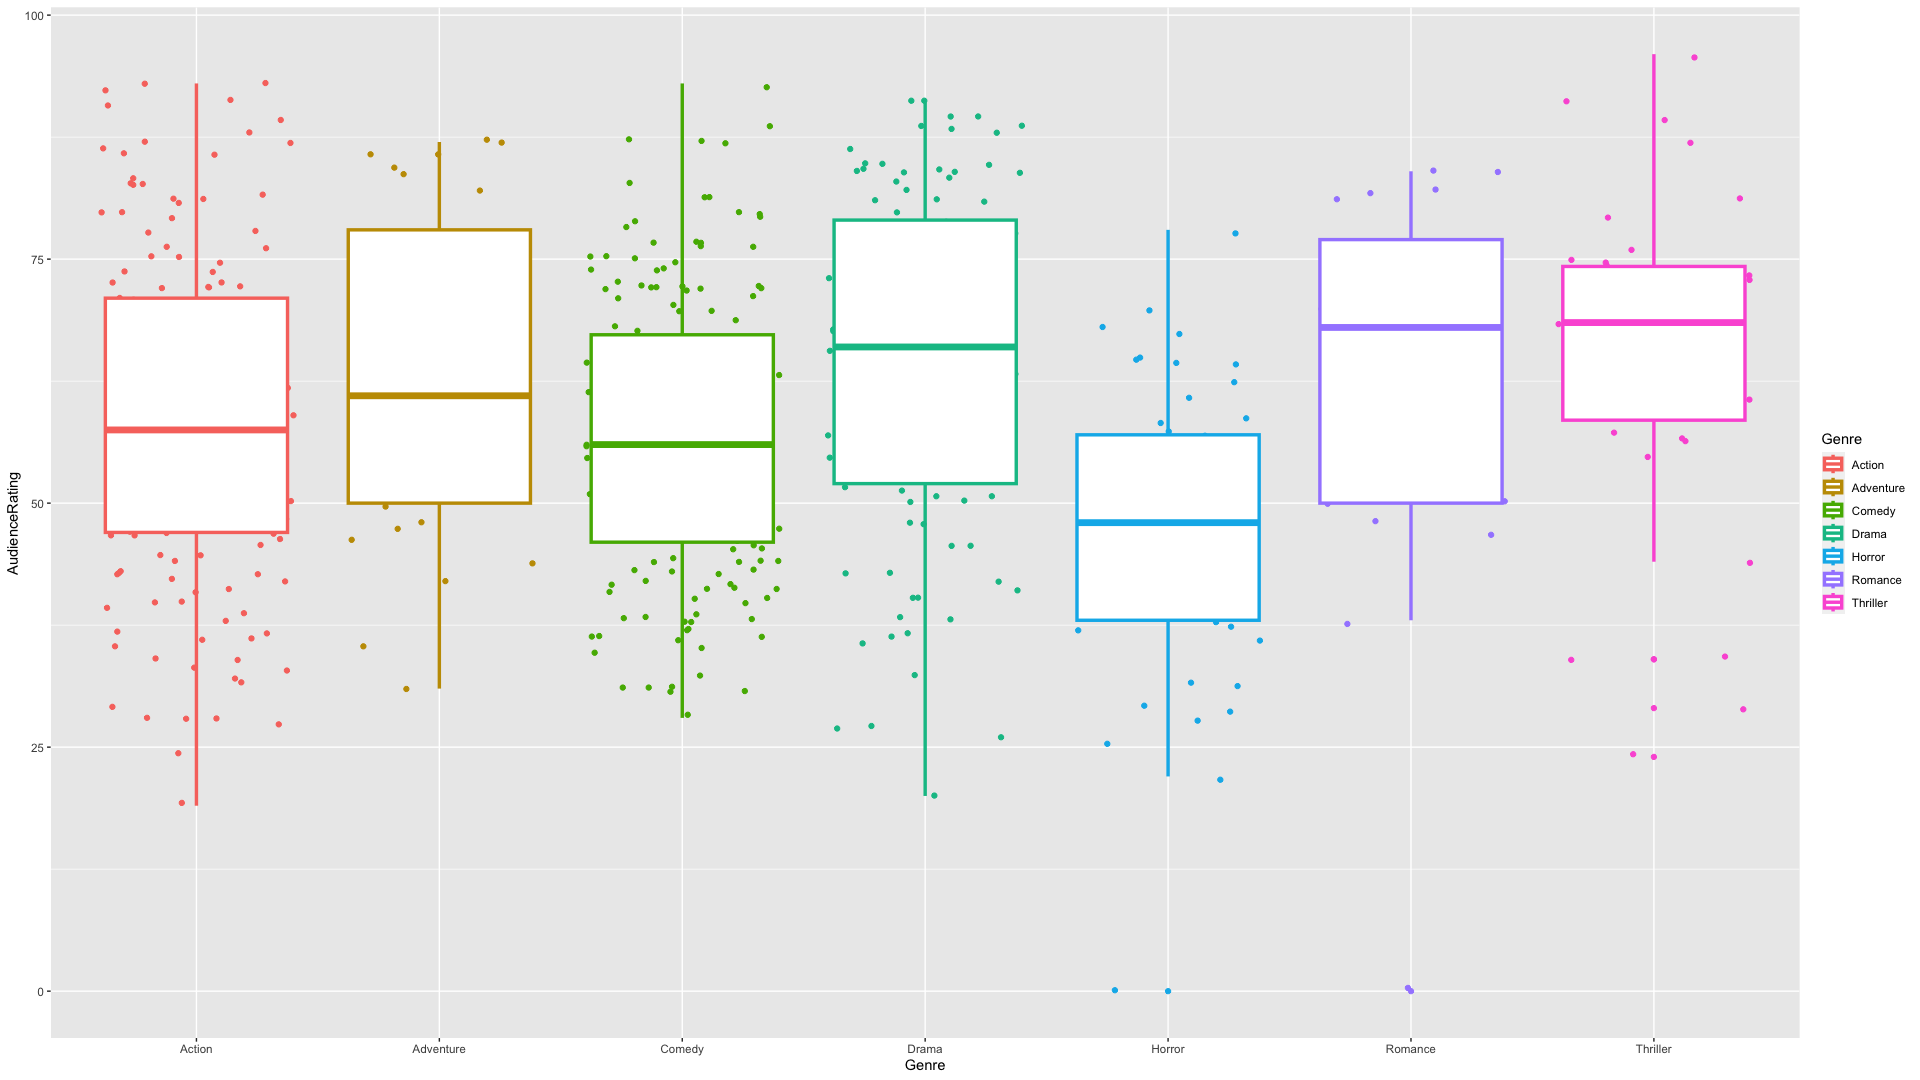 100
75
50
25
0
AudienceRating
Action
Adventure
Comedy
Drama
Horror
Romance
Thriller
Genre
Genre
Action
Adventure
Comedy
Drama
Horror
Romance
Thriller